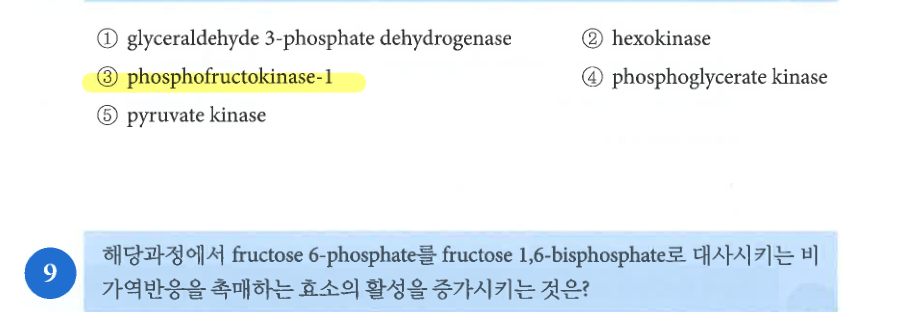 ① glyceraldehyde 3-phosphate dehydrogenase ② hexokinase
③ phosphofructokinase-1 ④ phosphoglycerate kinase
⑤ pyruvate kinase
9 해당과정에서 fructose 6-phosphate를 fructose 1,6-bisphosphate로 대사시키는 비
가역반응을 촉매하는 효소의 활성을 증가시키는 것은?